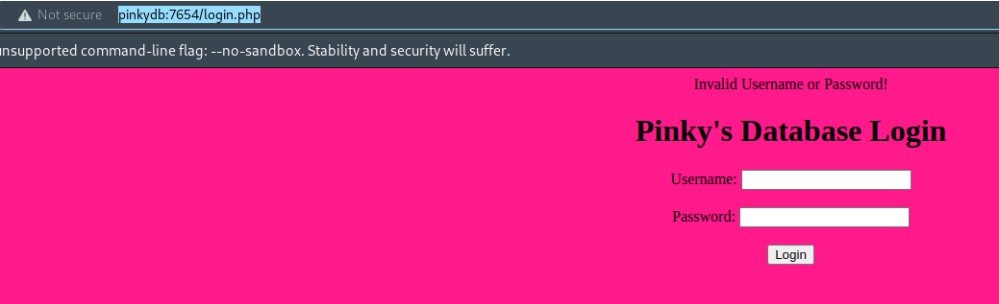 Not secure pinkydb:7654/login.php
unsupported command-line flag: --no-sandbox. Stability and security will suffer.
Invalid Username or Password!
Pinky's Database Login
Username:
Password:
Login